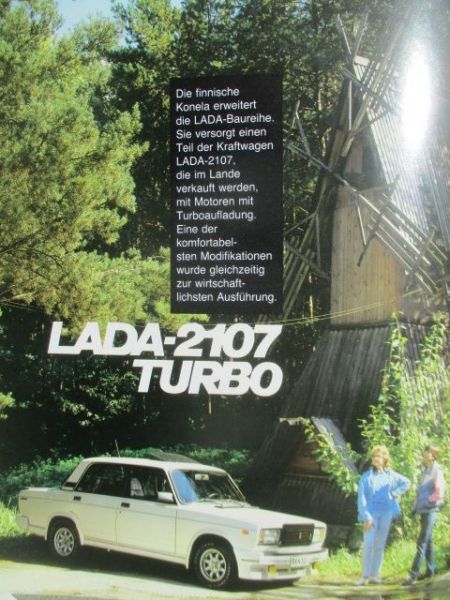 Die finnische
Konela erweitert
die LADA-Baureihe.
Sie versorgt einen
Teil der Kraftwagen
LADA-2107,
die im Lande
verkauft werden,
mit Motoren mit
Turboaufladung.
Eine der
komfortabel-
sten Modifikationen
wurde gleichzeitig
zur wirtschaft-
lichsten Ausführung.
LADA-2107
TURBO